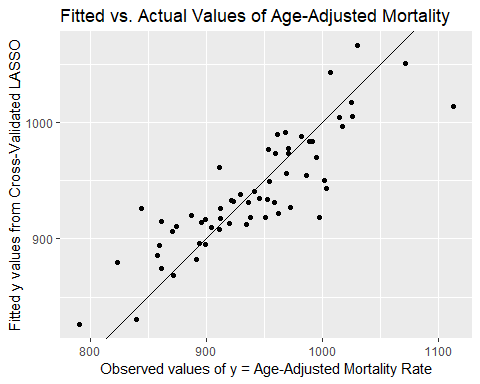 Fitted vs. Actual Values of Age-Adjusted Mortality
Fitted y values from Cross-Validated LASSO
1000
900
800
900
1000
1100
Observed values of y = Age-Adjusted Mortality Rate